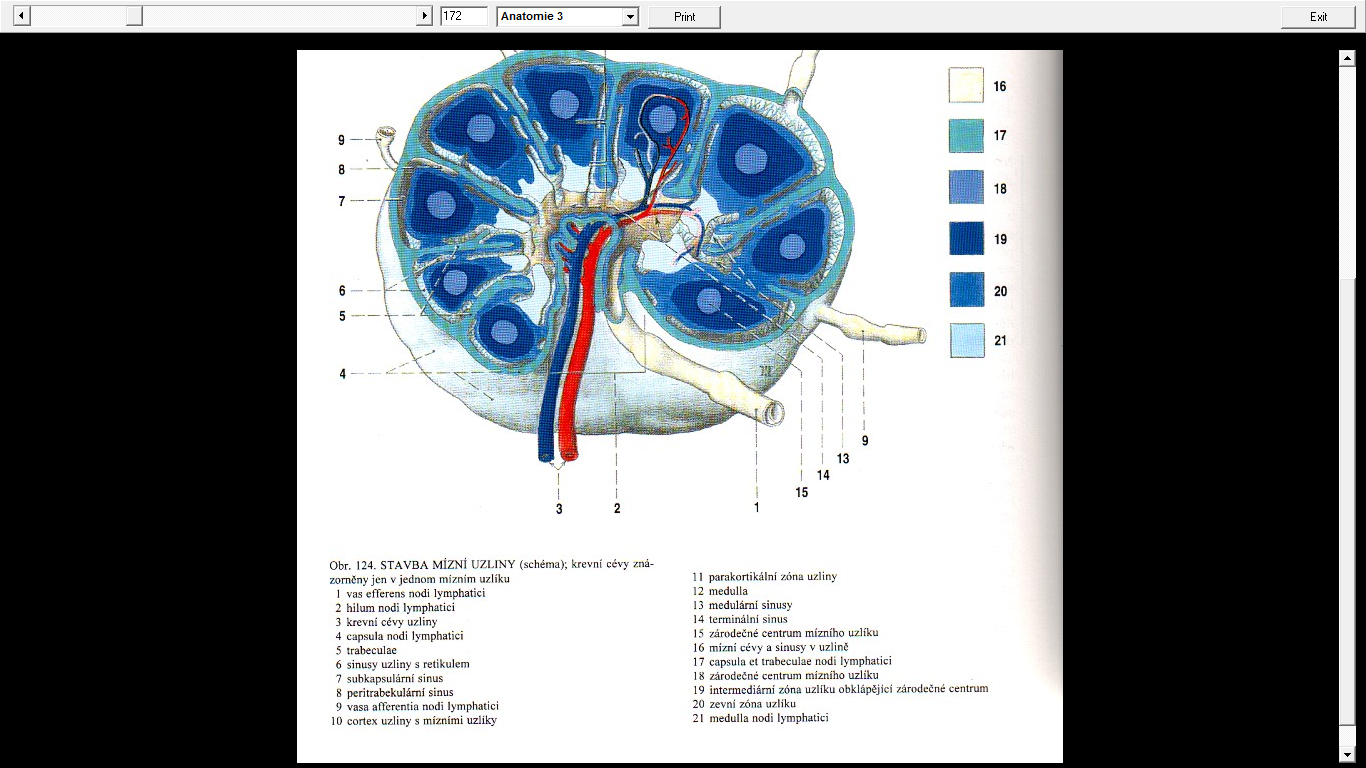 172
Anatomie 3
Print
Exit
16
17
18
19
20
21
9
8
7
6
5
4
3
2
1
15
14
13
9
Obr. 124. STAVBA MÍZNÍ UZLINY (schéma); krevní cévy zná-
zorněny jen v jednom mízním uzlíku
1 vas efferens nodi lymphatici
2 hilum nodi lymphatici
3 krevní cévy uzliny
4 capsula nodi lymphatici
5 trabeculae
6 sinusy uzliny s retikulem
7 subkapsulární sinus
8 peritrabekulární sinus
9 vasa afferentia nodi lymphatici
10 cortex uzliny s mízními uzlíky
11 parakortikální zóna uzliny
12 medulla
13 medulární sinusy
14 terminální sinus
15 zárodečné centrum mízního uzlíku
16 mízní cévy a sinusy v uzlině
17 capsula et trabeculae nodi lymphatici
18 zárodečné centrum mízního uzlíku
19 intermediární zóna uzlíku obklápějící zárodečné centrum
20 zevní zóna uzlíku
21 medulla nodi lymphatici